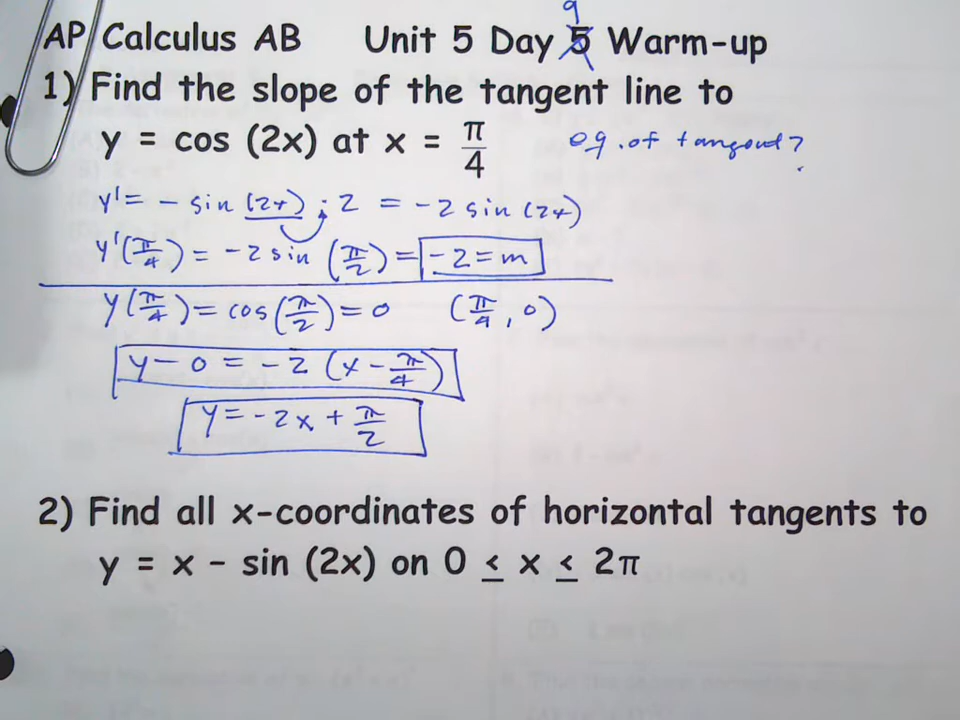 9
AP Calculus AB Unit 5 Day 5 Warm-up
1) Find the slope of the tangent line to
y = cos (2x) at x = π/4 eq. of tangent?
y' = - sin (2x) · 2 = -2 sin (2x)
y'(π/4) = -2 sin (π/2) = -2 = m
y(π/4) = cos(π/2) = 0 (π/4, 0)
y - 0 = -2 (x - π/4)
y = -2x + π/2
2) Find all x-coordinates of horizontal tangents to
y = x - sin (2x) on 0 ≤ x ≤ 2π